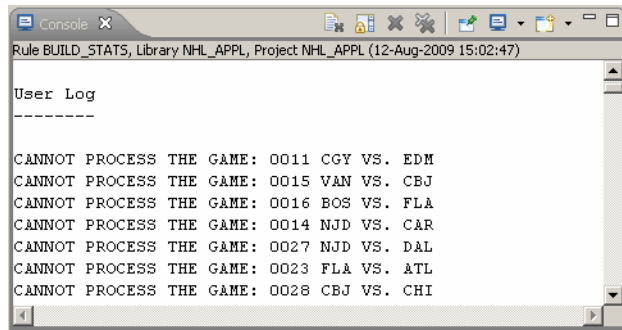 Console
Rule BUILD_STATS, Library NHL_APPL, Project NHL_APPL (12-Aug-2009 15:02:47)
User Log
--------
CANNOT PROCESS THE GAME: 0011 CGY VS. EDM
CANNOT PROCESS THE GAME: 0015 VAN VS. CBJ
CANNOT PROCESS THE GAME: 0016 BOS VS. FLA
CANNOT PROCESS THE GAME: 0014 NJD VS. CAR
CANNOT PROCESS THE GAME: 0027 NJD VS. DAL
CANNOT PROCESS THE GAME: 0023 FLA VS. ATL
CANNOT PROCESS THE GAME: 0028 CBJ VS. CHI